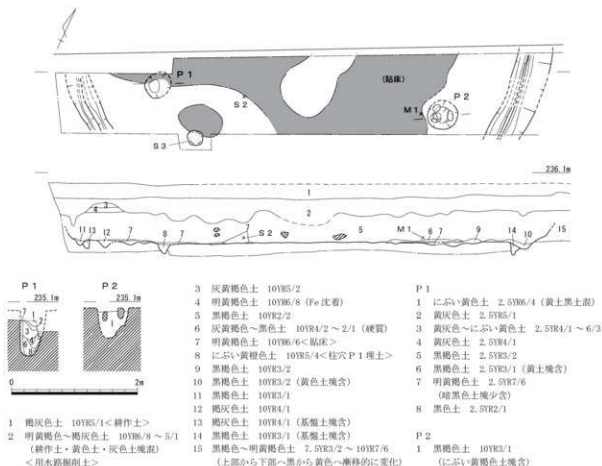 P 1
(貼床)
P 2
S 2
M 1
S 3
236.1m
1
3
4
2
11 13 12 7 8 7 S 2 5 M 1 6 7 9 14 10 15
P 1 P 2
235.1m 235.1m
0 2m
1 褐灰色土 10YR5/1<耕作土>
2 明黄褐色~褐灰色土 10YR6/8~5/1
(耕作土・黄色土・灰色土塊混)
<用水路掘削土>
3 灰黄褐色土 10YR5/2
4 明黄褐色土 10YR6/8 (Fe沈着)
5 黒褐色土 10YR2/2
6 灰黄褐色~黒色土 10YR4/2~2/1 (硬質)
7 明黄褐色土 10YR6/6<貼床>
8 にぶい黄橙色土 10YR5/4<柱穴P1埋土>
9 黒褐色土 10YR3/2
10 黒褐色土 10YR3/2 (黄色土塊含)
11 黒褐色土 10YR3/1
12 褐灰色土 10YR4/1
13 褐灰色土 10YR4/1 (基盤土塊含)
14 黒褐色土 10YR3/1 (基盤土塊含)
15 黒褐色~明黄褐色土 7.5YR3/2~10YR7/6
(上部から下部へ黒から黄色へ漸移的に変化)
P 1
1 にぶい黄色土 2.5YR6/4 (黄土黒土混)
2 黄灰色土 2.5YR5/1
3 黄灰色~にぶい黄色土 2.5YR4/1~6/3
4 黄灰色土 2.5YR4/1
5 黒褐色土 2.5YR3/2
6 黒褐色土 2.5YR3/1 (黄土塊含)
7 明黄褐色土 2.5YR7/6
(暗黒色土塊少含)
8 黒色土 2.5YR2/1
P 2
1 黒褐色土 10YR3/1
(にぶい黄褐色土塊含)